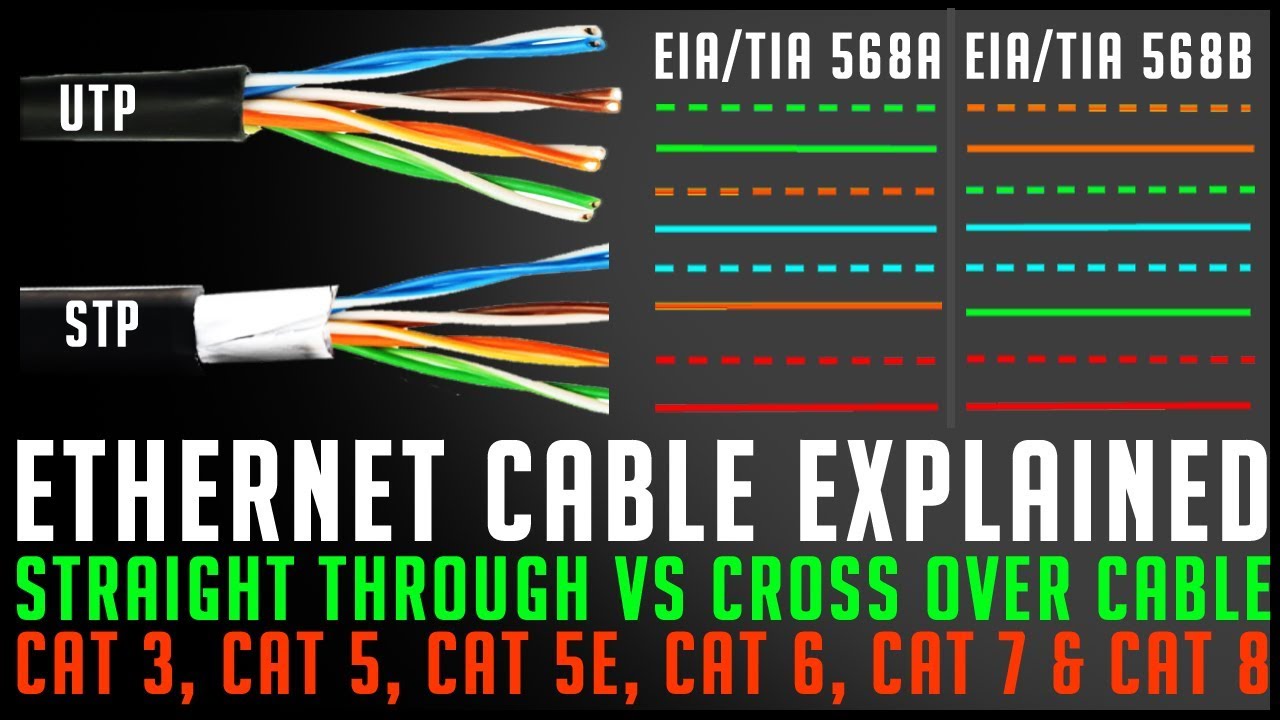 UTP
EIA/TIA 568A
EIA/TIA 568B
STP
ETHERNET CABLE EXPLAINED
STRAIGHT THROUGH VS CROSS OVER CABLE
CAT 3, CAT 5, CAT 5E, CAT 6, CAT 7 & CAT 8